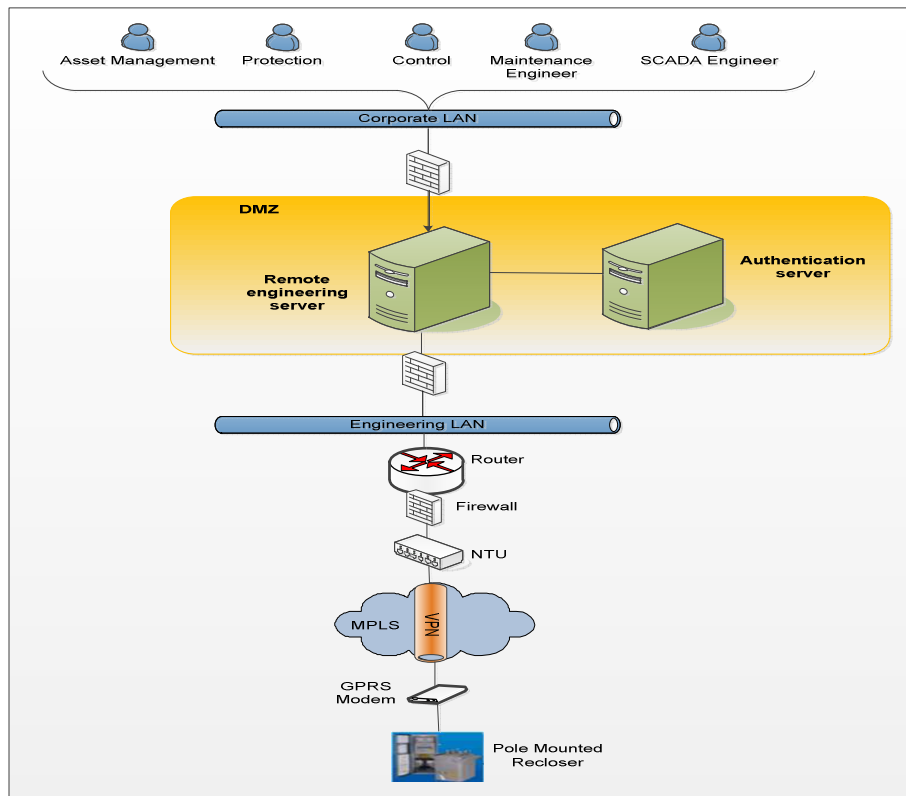 Asset Management
Protection
Control
Maintenance
Engineer
SCADA Engineer
Corporate LAN
DMZ
Remote
engineering
server
Authentication
server
Engineering LAN
Router
Firewall
NTU
MPLS
VPN
GPRS
Modem
Pole Mounted
Recloser